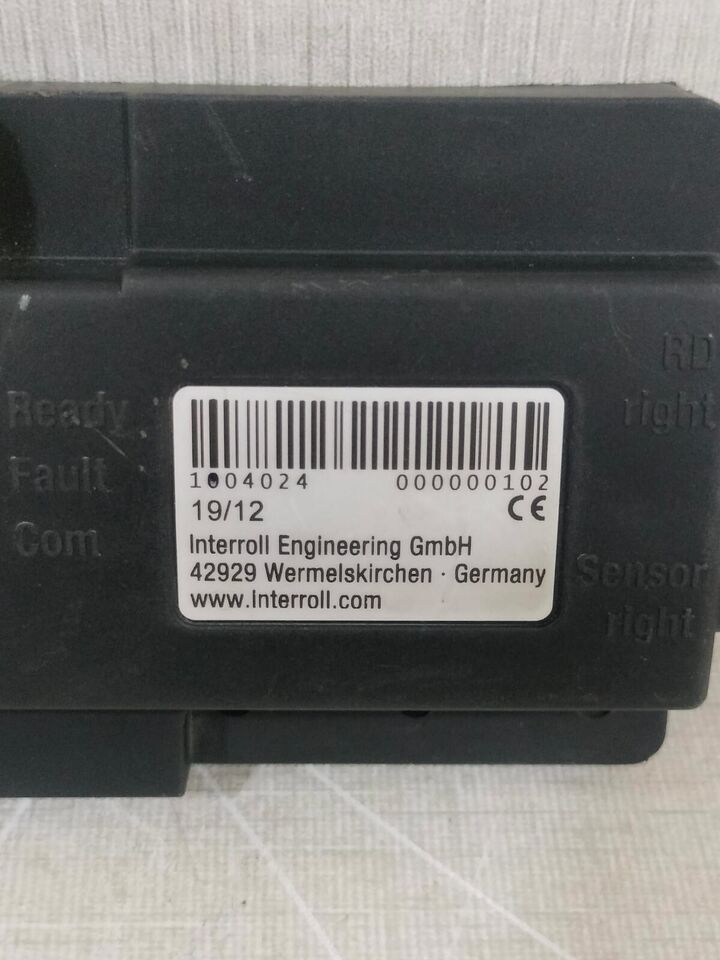 RD
right
Ready
Fault
Com
1004024 000000102
19/12 CE
Interroll Engineering GmbH
42929 Wermelskirchen · Germany
www.Interroll.com
Sensor
right